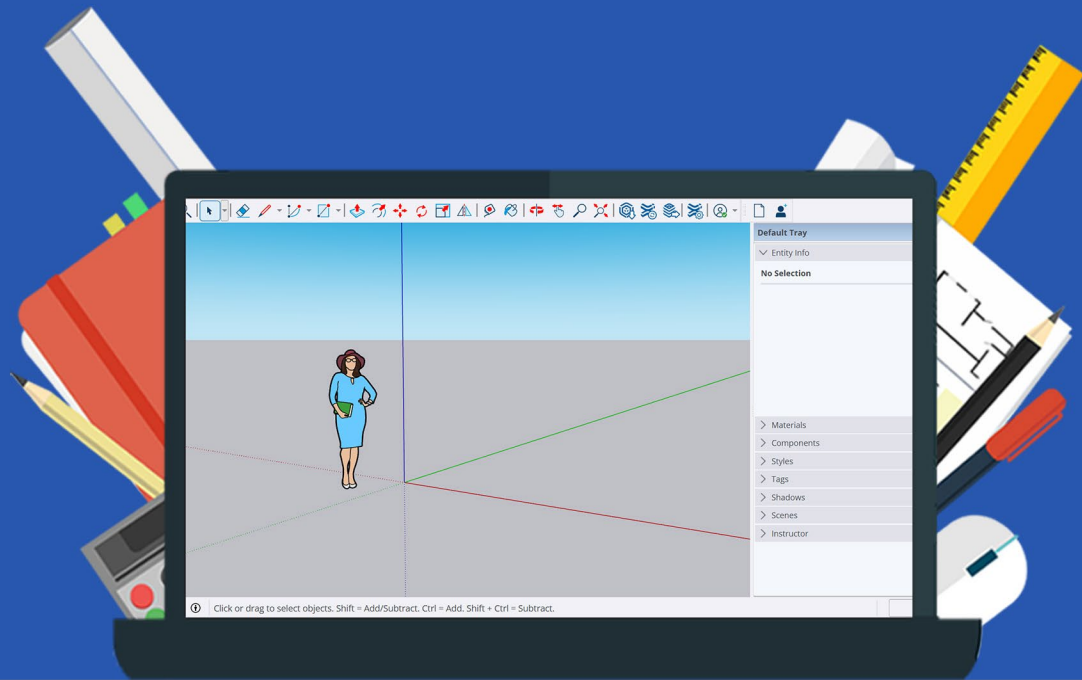 Default Tray
Entity Info
No Selection
Materials
Components
Styles
Tags
Shadows
Scenes
Instructor
Click or drag to select objects. Shift = Add/Subtract. Ctrl = Add. Shift + Ctrl = Subtract.